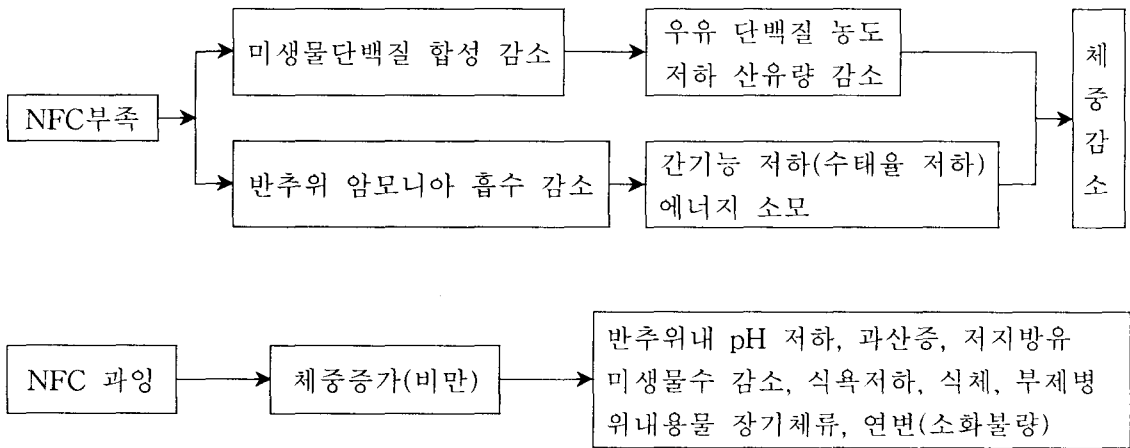 NFC부족
미생물단백질 합성 감소
우유 단백질 농도
저하 산유량 감소
반추위 암모니아 흡수 감소
간기능 저하(수태율 저하)
에너지 소모
체
중
감
소
NFC 과잉
체중증가(비만)
반추위내 pH 저하, 과산증, 저지방유
미생물수 감소, 식욕저하, 식체, 부제병
위내용물 장기체류, 연변(소화불량)